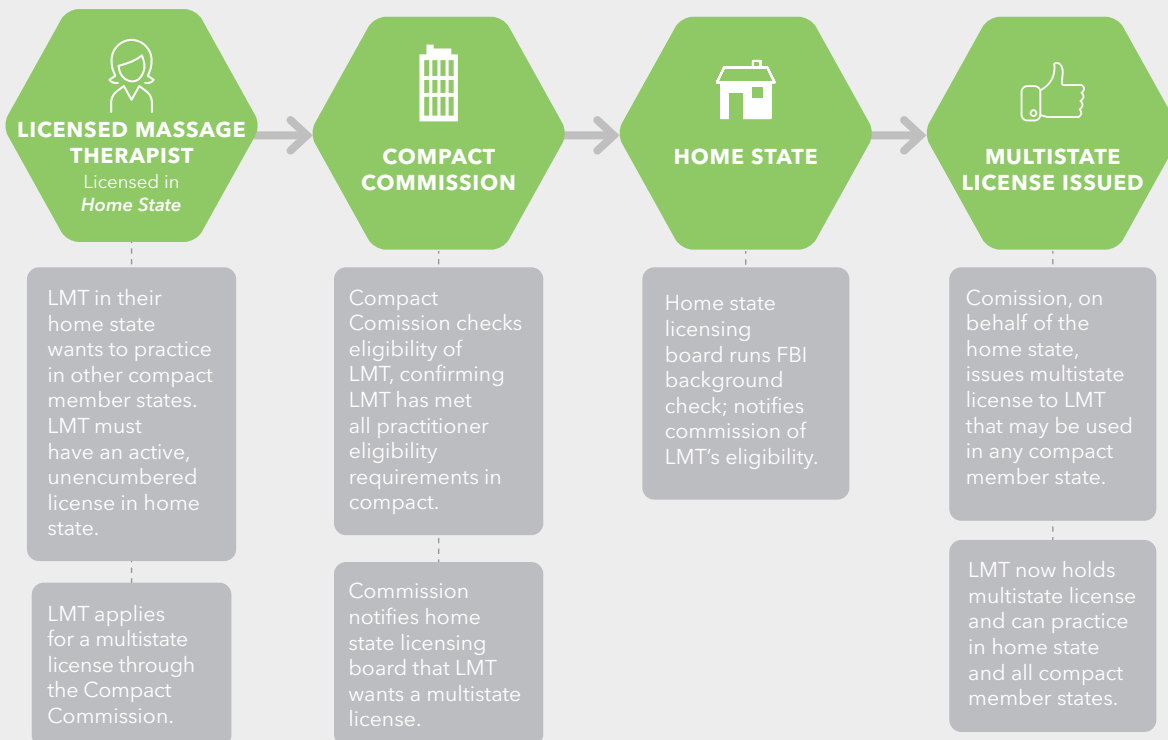 LICENSED MASSAGE
THERAPIST
Licensed in
Home State
LMT in their
home state
wants to practice
in other compact
member states.
LMT must
have an active,
unencumbered
license in home
state.
LMT applies
for a multistate
license through
the Compact
Commission.
COMPACT
COMMISSION
Compact
Comission checks
eligibility of
LMT, confirming
LMT has met
all practitioner
eligibility
requirements in
compact.
Commission
notifies home
state licensing
board that LMT
wants a multistate
license.
HOME STATE
Home state
licensing
board runs FBI
background
check; notifies
commission of
LMT’s eligibility.
MULTISTATE
LICENSE ISSUED
Comission, on
behalf of the
home state,
issues multistate
license to LMT
that may be used
in any compact
member state.
LMT now holds
multistate license
and can practice
in home state
and all compact
member states.